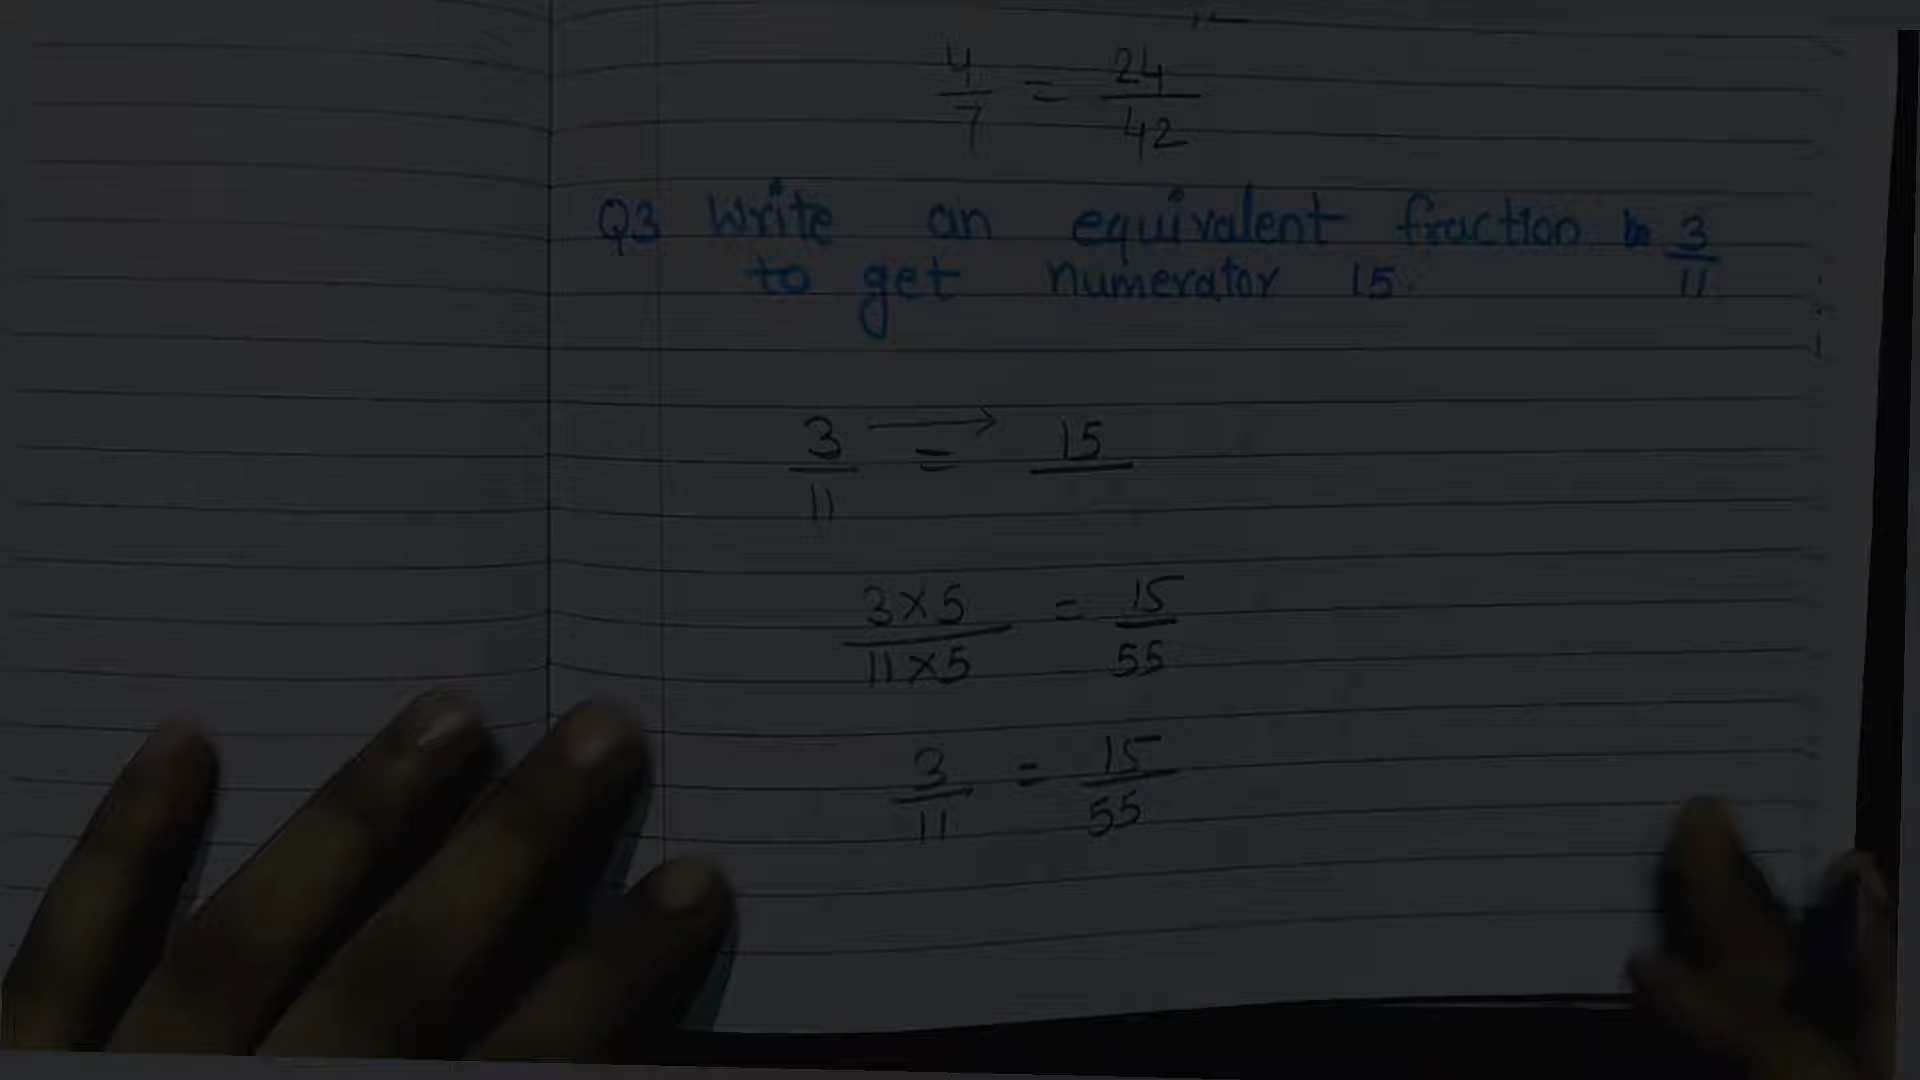 4/7 = 24/42
Q3 Write an equivalent fraction to 3/11
to get numerator 15.
3/11 = 15/
→
3×5/11×5 = 15/55
3/11 = 15/55